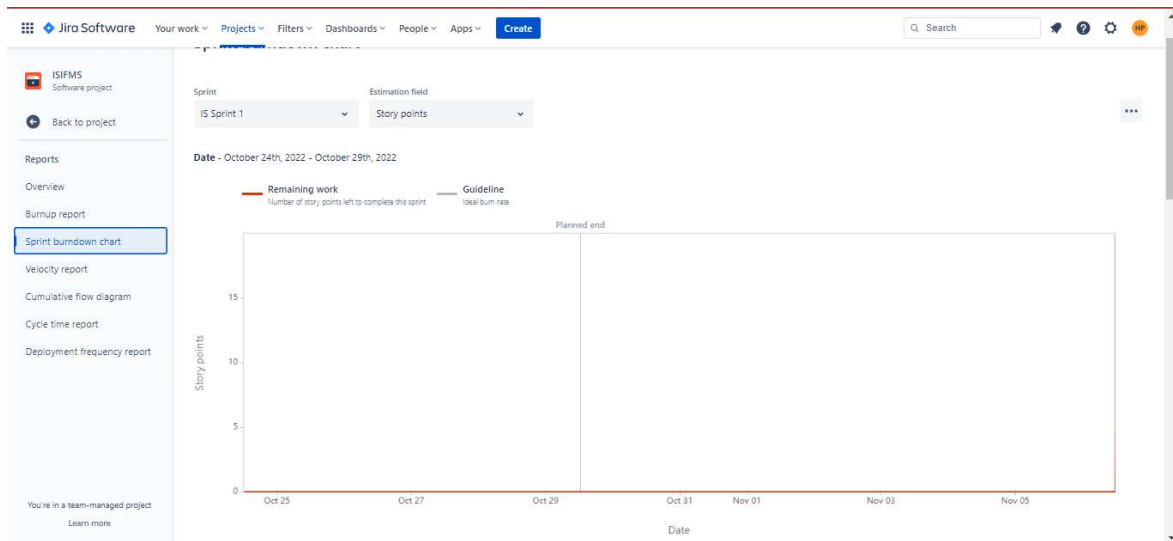 Jira Software Your work Projects Filters Dashboards People Apps Create Search HP
ISIFMS
Software project
Back to project
Reports
Overview
Burnup report
Sprint burndown chart
Velocity report
Cumulative flow diagram
Cycle time report
Deployment frequency report
You're in a team-managed project
Learn more
Sprint Estimation field
IS Sprint 1 Story points
Date - October 24th, 2022 - October 29th, 2022
Remaining work Guideline
Number of story points left to complete this sprint Ideal burn rate
Planned end
15
10
5
0
Story points
Oct 25 Oct 27 Oct 29 Oct 31 Nov 01 Nov 03 Nov 05
Date